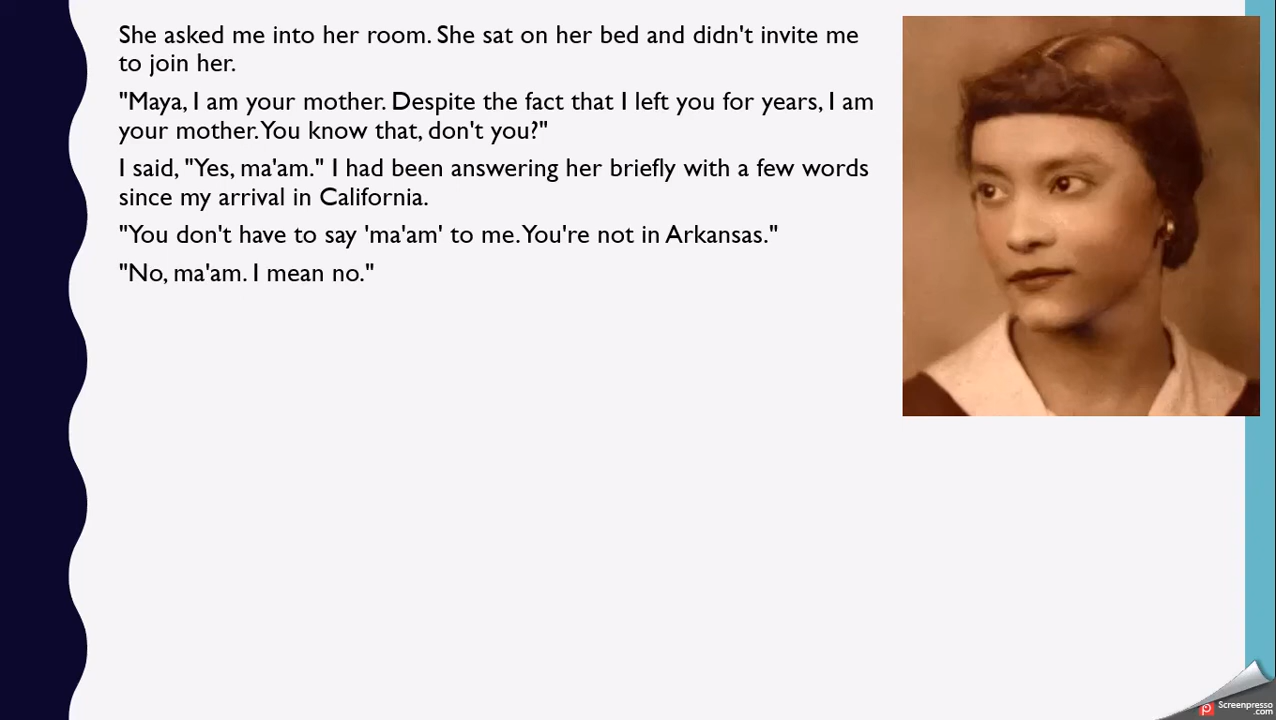 She asked me into her room. She sat on her bed and didn't invite me
to join her.
"Maya, I am your mother. Despite the fact that I left you for years, I am
your mother. You know that, don't you?"
I said, "Yes, ma'am." I had been answering her briefly with a few words
since my arrival in California.
"You don't have to say 'ma'am' to me. You're not in Arkansas."
"No, ma'am. I mean no."
Screenpresso
.com